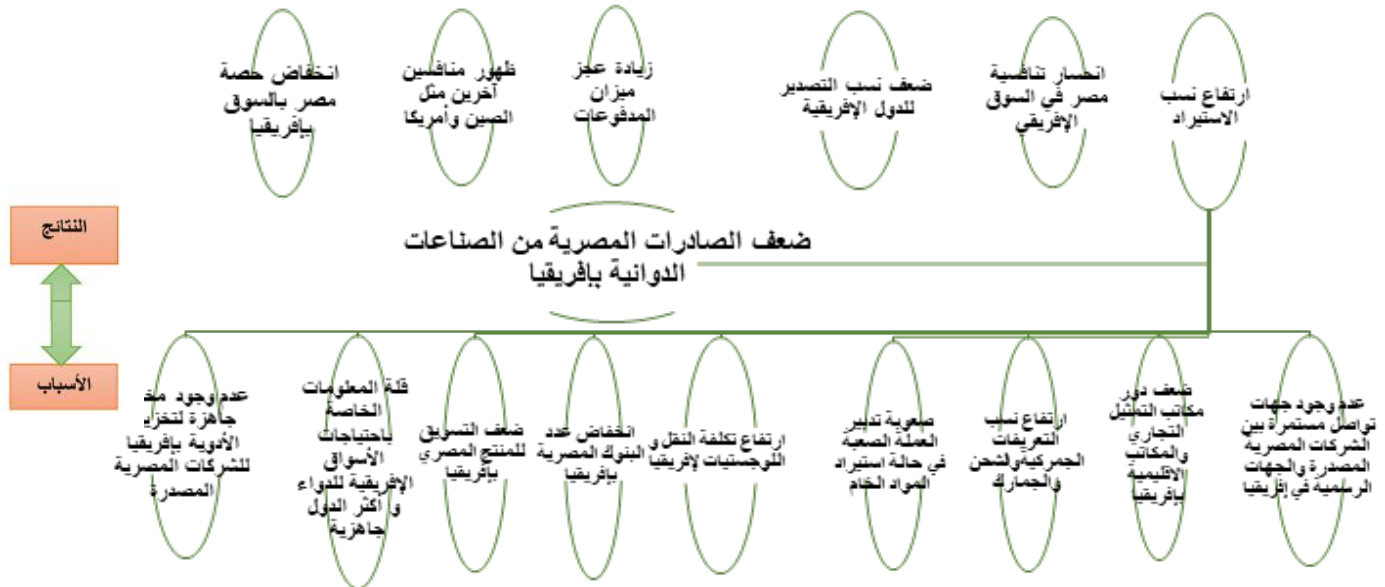 ارتفاع نسب
الاستيراد
انحسار تنافسية
مصر في السوق
الإفريقي
ضعف نسب التصدير
للدول الإفريقية
زيادة عجز
ميزان
المدفوعات
ظهور منافسين
آخرين مثل
الصين وأمريكا
انخفاض حصة
مصر بالسوق
بإفريقيا
النتائج
ضعف الصادرات المصرية من الصناعات
الدوائية بإفريقيا
الأسباب
عدم وجود جهات
تواصل مستمرة بين
الشركات المصرية
المصدرة والجهات
الرسمية في إفريقيا
ضعف دور
مكاتب التمثيل
التجاري
والمكاتب
الإقليمية
بإفريقيا
ارتفاع نسب
التعريفات
الجمركية والشحن
والجمارك
صعوبة تدبير
العملة الصعبة
في حالة استيراد
المواد الخام
ارتفاع تكلفة النقل و
اللوجستيات لإفريقيا
انخفاض عدد
البنوك المصرية
بإفريقيا
ضعف التسويق
للمنتج المصري
بإفريقيا
قلة المعلومات
الخاصة
باحتياجات
الأسواق
الإفريقية للدواء
و أكثر الدول
جاهزية
عدم وجود
جاهزة
الأدوية بإفريقيا
للشركات المصرية
المصدرة